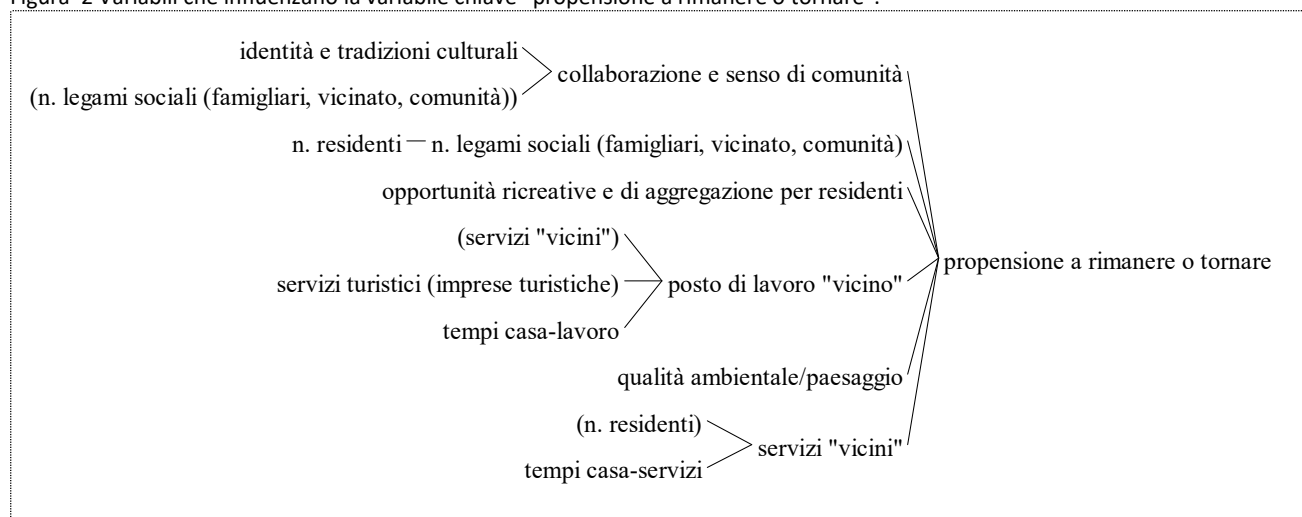 Figura 2 Variabili che influenzano la variabile chiave "propensione a rimanere o tornare".
identità e tradizioni culturali
(n. legami sociali (famigliari, vicinato, comunità))
collaborazione e senso di comunità
n. residenti
n. legami sociali (famigliari, vicinato, comunità)
opportunità ricreative e di aggregazione per residenti
(servizi "vicini")
servizi turistici (imprese turistiche)
tempi casa-lavoro
posto di lavoro "vicino"
qualità ambientale/paesaggio
(n. residenti)
tempi casa-servizi
servizi "vicini"
propensione a rimanere o tornare